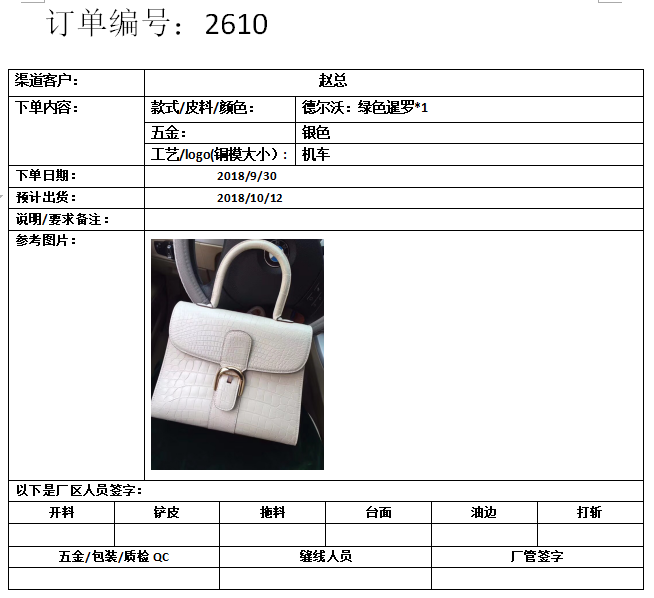 订单编号：2610
渠道客户： 赵总
下单内容： 款式/皮料/颜色： 德尔沃：绿色暹罗*1
五金： 银色
工艺/logo(铜模大小）： 机车
下单日期： 2018/9/30
预计出货： 2018/10/12
说明/要求备注：
参考图片：
以下是厂区人员签字：
开料 铲皮 拖料 台面 油边 打斩
五金/包装/质检 QC 缝线人员 厂管签字